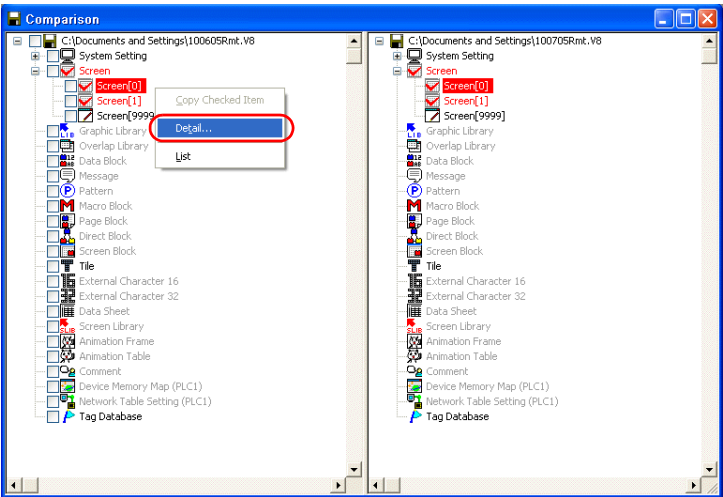 Comparison
C:\Documents and Settings\100605Rmt.V8
System Setting
Screen
Screen[0]
Screen[1]
Screen[9999
Graphic Library
Overlap Library
Data Block
Message
Pattern
Macro Block
Page Block
Direct Block
Screen Block
Tile
External Character 16
External Character 32
Data Sheet
Screen Library
Animation Frame
Animation Table
Comment
Device Memory Map (PLC1)
Network Table Setting (PLC1)
Tag Database
Copy Checked Item
Detail...
List
C:\Documents and Settings\100705Rmt.V8
System Setting
Screen
Screen[0]
Screen[1]
Screen[9999]
Graphic Library
Overlap Library
Data Block
Message
Pattern
Macro Block
Page Block
Direct Block
Screen Block
Tile
External Character 16
External Character 32
Data Sheet
Screen Library
Animation Frame
Animation Table
Comment
Device Memory Map (PLC1)
Network Table Setting (PLC1)
Tag Database